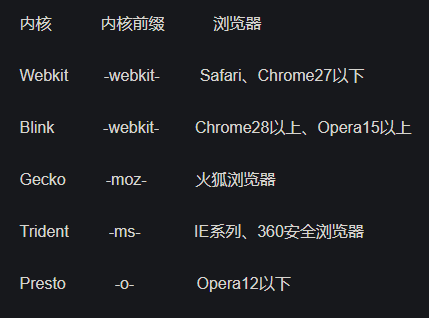 内核 内核前缀 浏览器
Webkit -webkit- Safari、Chrome27以下
Blink -webkit- Chrome28以上、Opera15以上
Gecko -moz- 火狐浏览器
Trident -ms- IE系列、360安全浏览器
Presto -o- Opera12以下